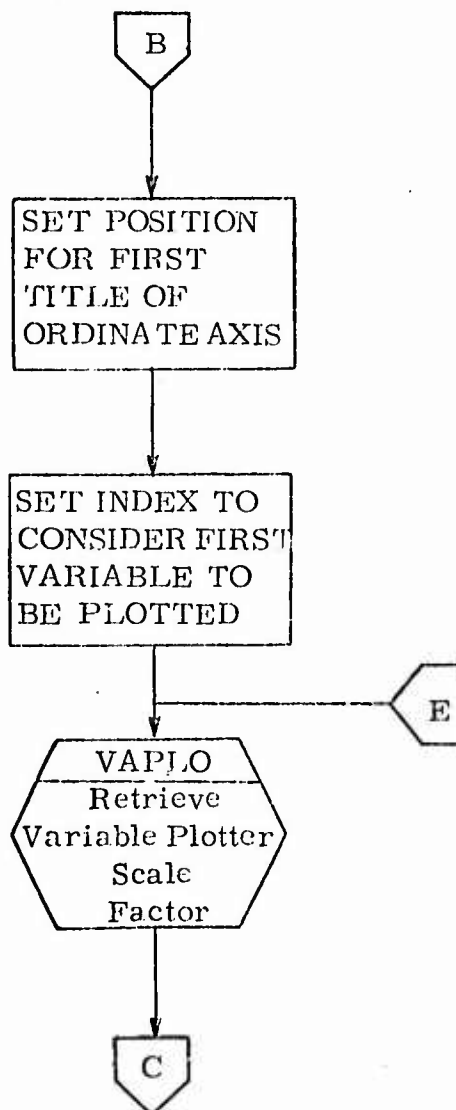 B
SET POSITION
FOR FIRST
TITLE OF
ORDINATE AXIS
SET INDEX TO
CONSIDER FIRST
VARIABLE TO
BE PLOTTED
E
VAPLO
Retrieve
Variable Plotter
Scale
Factor
C